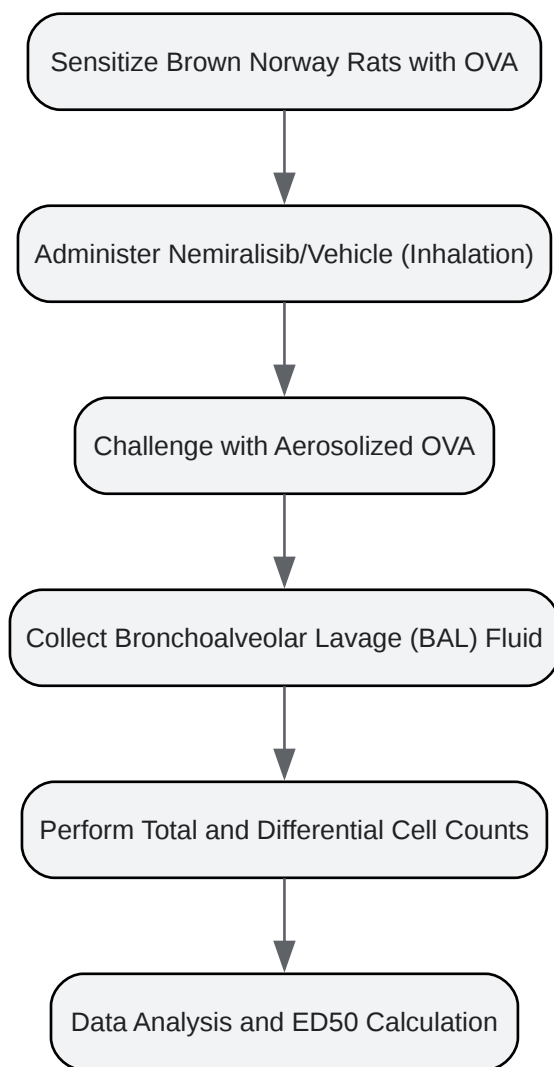 Sensitize Brown Norway Rats with OVA
Administer Nemiralisib/Vehicle (Inhalation)
Challenge with Aerosolized OVA
Collect Bronchoalveolar Lavage (BAL) Fluid
Perform Total and Differential Cell Counts
Data Analysis and ED50 Calculation